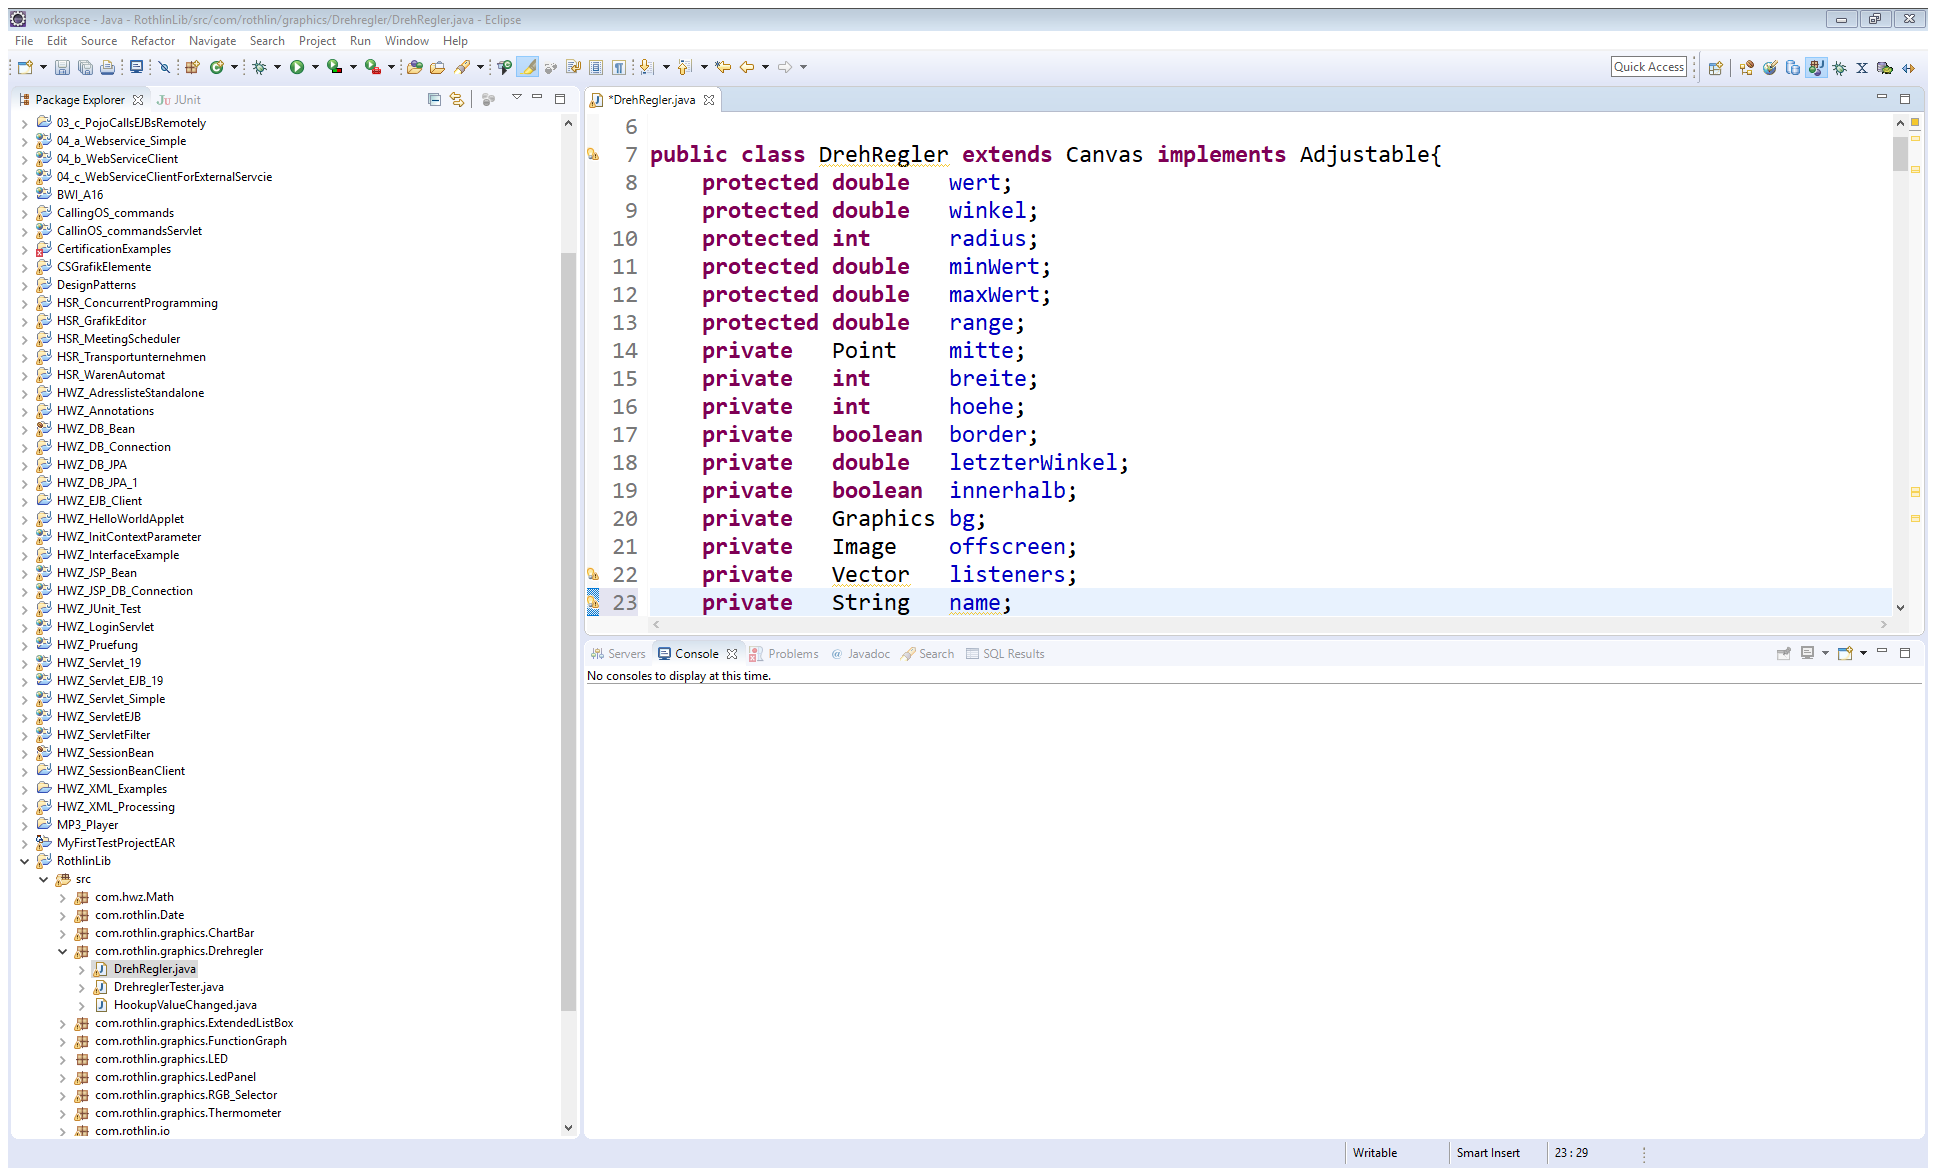 workspace - Java - RothlinLib/src/com/rothlin/graphics/Drehregler/DrehRegler.java - Eclipse
File Edit Source Refactor Navigate Search Project Run Window Help
Quick Access
Package Explorer JUnit
03_c_PojoCallsEJBsRemotely
04_a_Webservice_Simple
04_b_WebServiceClient
04_c_WebServiceClientForExternalServcie
BWI_A16
CallingOS_commands
CallinOS_commandsServlet
CertificationExamples
CSGrafikElemente
DesignPatterns
HSR_ConcurrentProgramming
HSR_GrafikEditor
HSR_MeetingScheduler
HSR_Transportunternehmen
HSR_WarenAutomat
HWZ_AdresslisteStandalone
HWZ_Annotations
HWZ_DB_Bean
HWZ_DB_Connection
HWZ_DB_JPA
HWZ_DB_JPA_1
HWZ_EJB_Client
HWZ_HelloWorldApplet
HWZ_InitContextParameter
HWZ_InterfaceExample
HWZ_JSP_Bean
HWZ_JSP_DB_Connection
HWZ_JUnit_Test
HWZ_LoginServlet
HWZ_Pruefung
HWZ_Servlet_19
HWZ_Servlet_EJB_19
HWZ_Servlet_Simple
HWZ_ServletEJB
HWZ_ServletFilter
HWZ_SessionBean
HWZ_SessionBeanClient
HWZ_XML_Examples
HWZ_XML_Processing
MP3_Player
MyFirstTestProjectEAR
RothlinLib
src
com.hwz.Math
com.rothlin.Date
com.rothlin.graphics.ChartBar
com.rothlin.graphics.Drehregler
DrehRegler.java
DrehreglerTester.java
HookupValueChanged.java
com.rothlin.graphics.ExtendedListBox
com.rothlin.graphics.FunctionGraph
com.rothlin.graphics.LED
com.rothlin.graphics.LedPanel
com.rothlin.graphics.RGB_Selector
com.rothlin.graphics.Thermometer
com.rothlin.io
*DrehRegler.java
6
7 public class DrehRegler extends Canvas implements Adjustable{
8 protected double wert;
9 protected double winkel;
10 protected int radius;
11 protected double minWert;
12 protected double maxWert;
13 protected double range;
14 private Point mitte;
15 private int breite;
16 private int hoehe;
17 private boolean border;
18 private double letzterWinkel;
19 private boolean innerhalb;
20 private Graphics bg;
21 private Image offscreen;
22 private Vector listeners;
23 private String name;
Servers Console Problems @ Javadoc Search SQL Results
No consoles to display at this time.
Writable Smart Insert 23 : 29